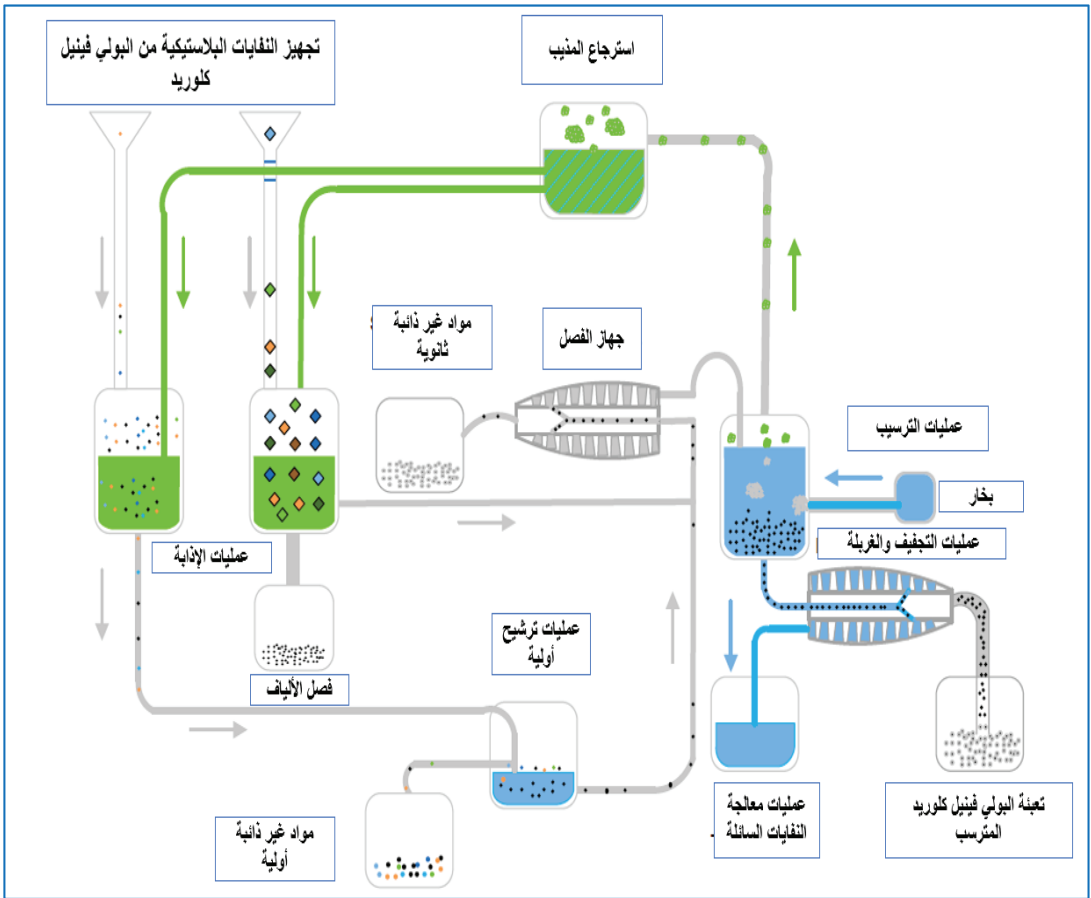 تجهيز النفايات البلاستيكية من البولي فينيل
كلوريد
استرجاع المذيب
مواد غير ذائبة
ثانوية
جهاز الفصل
عمليات الترسيب
بخار
عمليات التجفيف والغربلة
عمليات الإذابة
فصل الألياف
عمليات ترشيح
أولية
مواد غير ذائبة
أولية
عمليات معالجة
النفايات السائلة
تعبئة البولي فينيل كلوريد
المترسب